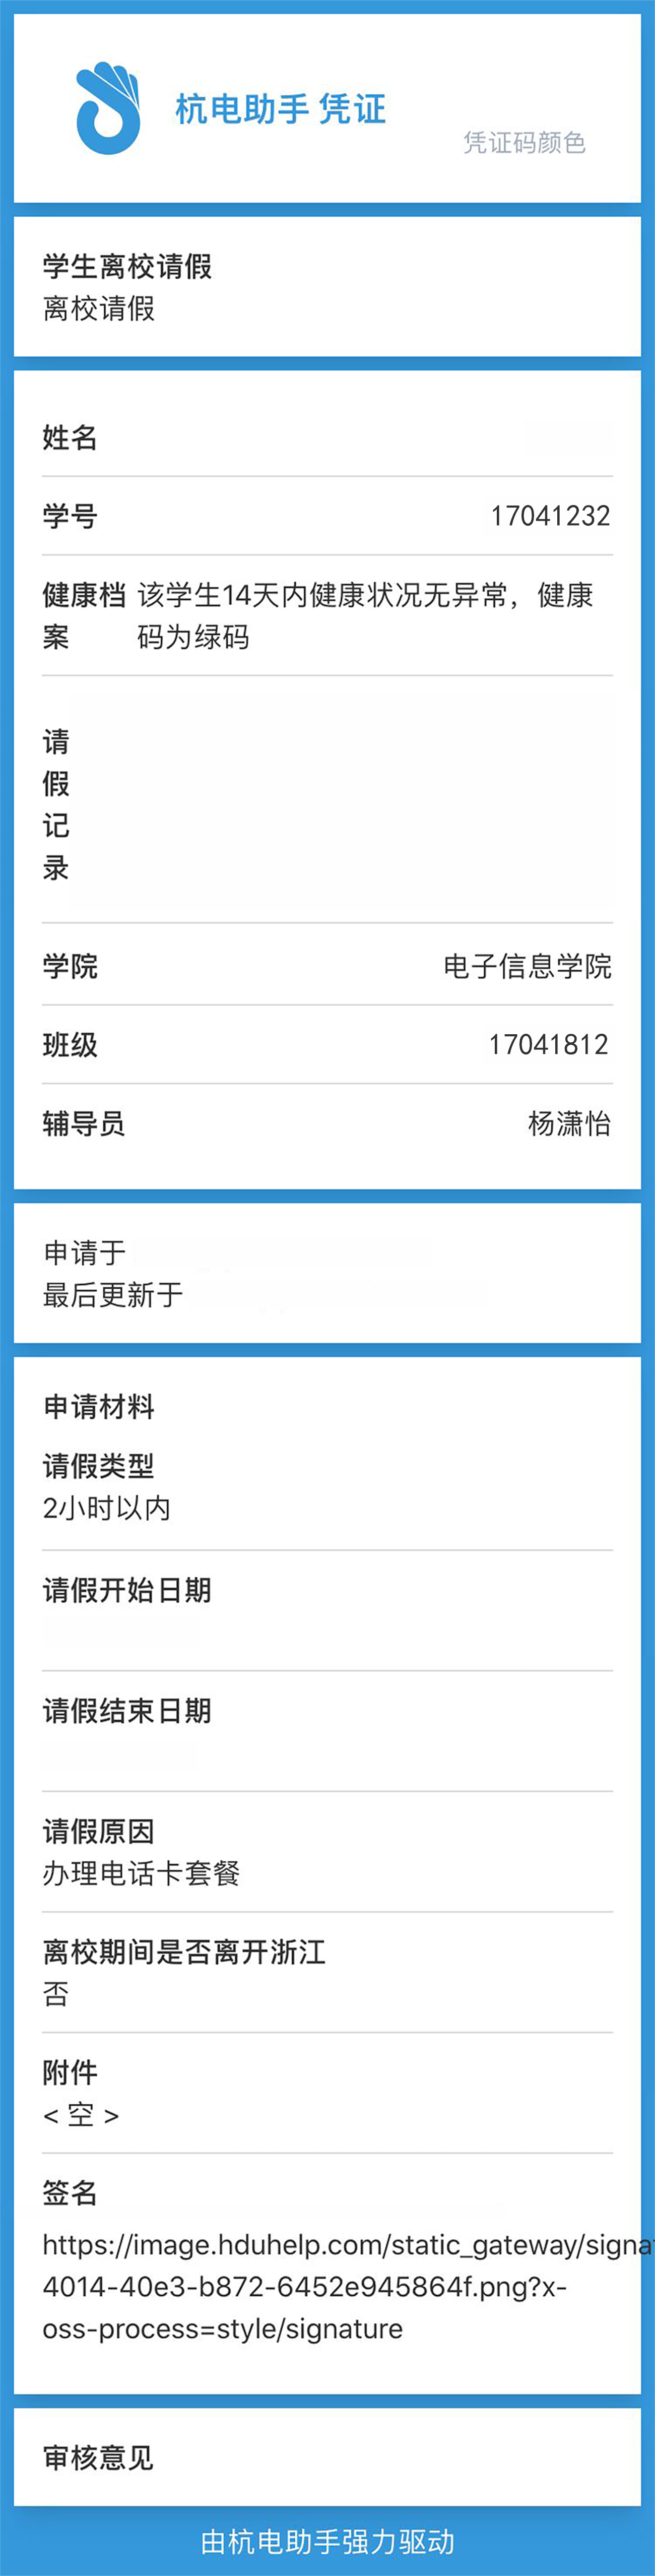 杭电助手 凭证
凭证码颜色
学生离校请假
离校请假
姓名
学号 17041232
健康档 该学生14天内健康状况无异常，健康
案 码为绿码
请
假
记
录
学院 电子信息学院
班级 17041812
辅导员 杨潇怡
申请于
最后更新于
申请材料
请假类型
2小时以内
请假开始日期
请假结束日期
请假原因
办理电话卡套餐
离校期间是否离开浙江
否
附件
< 空 >
签名
https://image.hduhelp.com/static_gateway/signa
4014-40e3-b872-6452e945864f.png?x-
oss-process=style/signature
审核意见
由杭电助手强力驱动